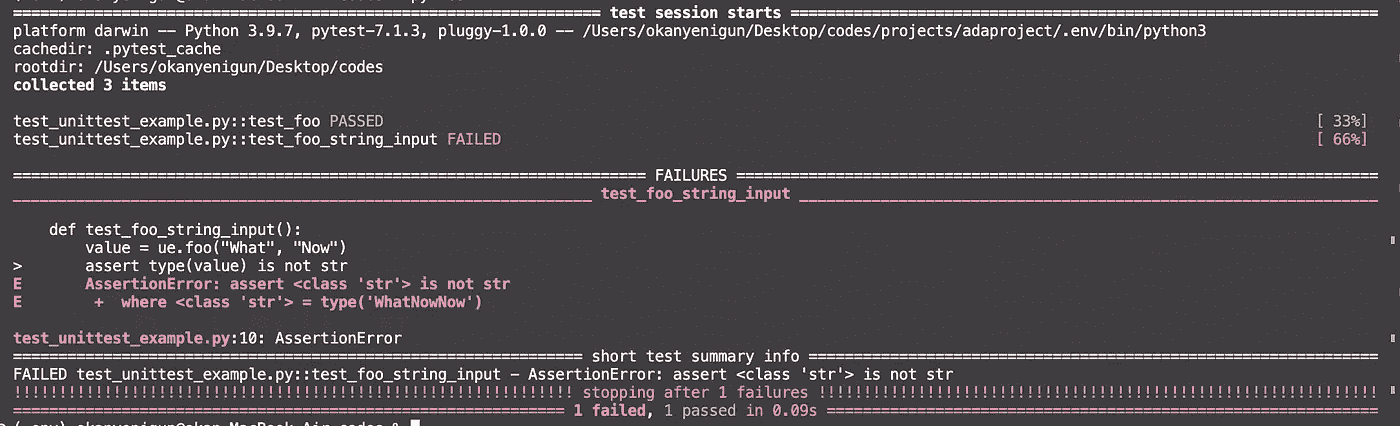 ============ test session starts ============
platform darwin -- Python 3.9.7, pytest-7.1.3, pluggy-1.0.0 -- /Users/okanyenigun/Desktop/codes/projects/adaproject/.env/bin/python3
cachedir: .pytest_cache
rootdir: /Users/okanyenigun/Desktop/codes
collected 3 items
test_unittest_example.py::test_foo PASSED [ 33%]
test_unittest_example.py::test_foo_string_input FAILED [ 66%]
============ FAILURES ============
____________ test_foo_string_input ____________
def test_foo_string_input():
value = ue.foo("What", "Now")
> assert type(value) is not str
E AssertionError: assert <class 'str'> is not str
E + where <class 'str'> = type('WhatNowNow')
test_unittest_example.py:10: AssertionError
============ short test summary info ============
FAILED test_unittest_example.py::test_foo_string_input - AssertionError: assert <class 'str'> is not str
!!!!!!!!!!!! stopping after 1 failures !!!!!!!!!!!!
============ 1 failed, 1 passed in 0.09s ============